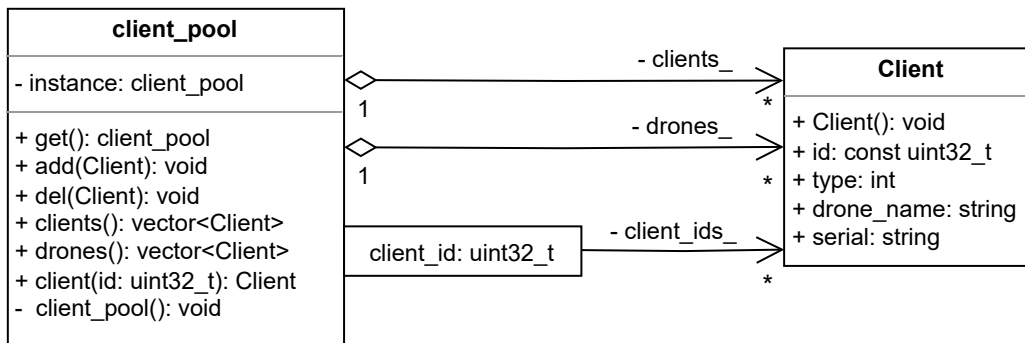 client_pool
- instance: client_pool
+ get(): client_pool
+ add(Client): void
+ del(Client): void
+ clients(): vector<Client>
+ drones(): vector<Client>
+ client(id: uint32_t): Client
- client_pool(): void
- clients_
1
*
- drones_
1
*
client_id: uint32_t
- client_ids_
*
Client
+ Client(): void
+ id: const uint32_t
+ type: int
+ drone_name: string
+ serial: string